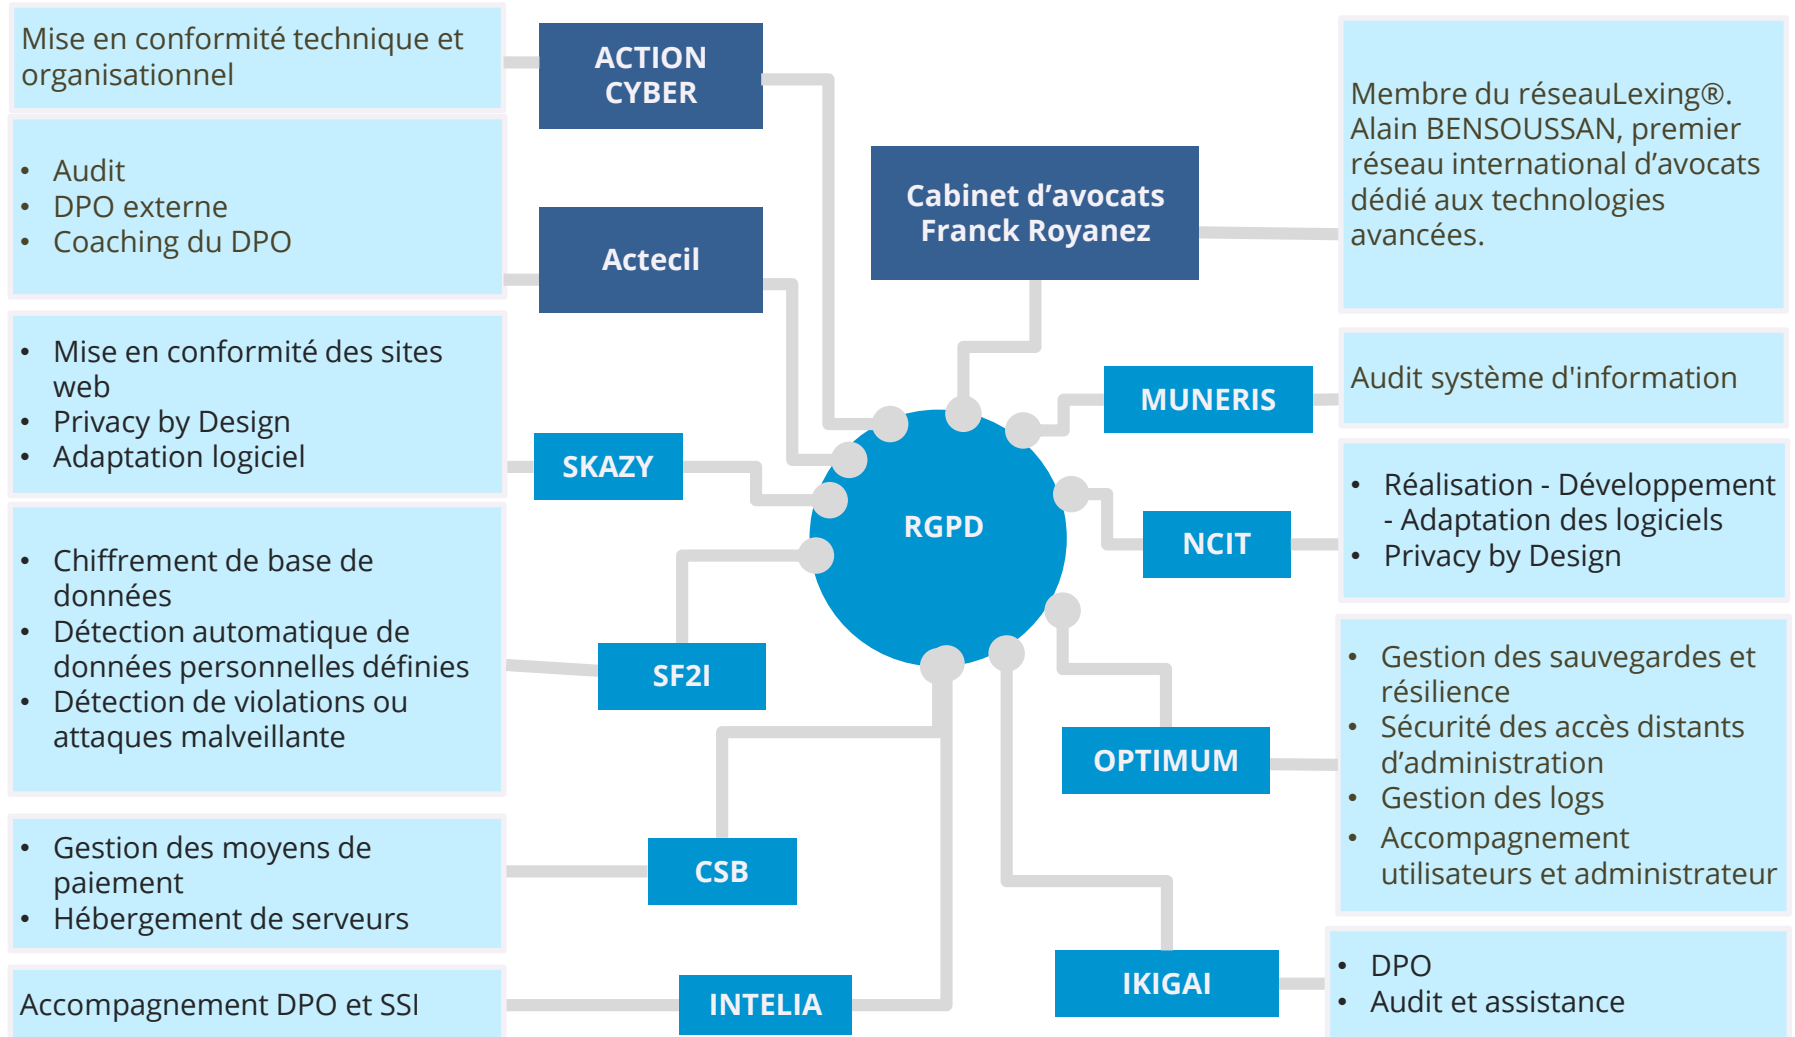 Mise en conformité technique et
organisationnel
ACTION
CYBER
• Audit
• DPO externe
• Coaching du DPO
Actecil
Cabinet d’avocats
Franck Royanez
Membre du réseauLexing®.
Alain BENSOUSSAN, premier
réseau international d’avocats
dédié aux technologies
avancées.
• Mise en conformité des sites
web
• Privacy by Design
• Adaptation logiciel
SKAZY
MUNERIS
Audit système d'information
RGPD
NCIT
• Réalisation - Développement
- Adaptation des logiciels
• Privacy by Design
• Chiffrement de base de
données
• Détection automatique de
données personnelles définies
• Détection de violations ou
attaques malveillante
SF2I
OPTIMUM
• Gestion des sauvegardes et
résilience
• Sécurité des accès distants
d’administration
• Gestion des logs
• Accompagnement
utilisateurs et administrateur
• Gestion des moyens de
paiement
• Hébergement de serveurs
CSB
Accompagnement DPO et SSI
INTELIA
IKIGAI
• DPO
• Audit et assistance